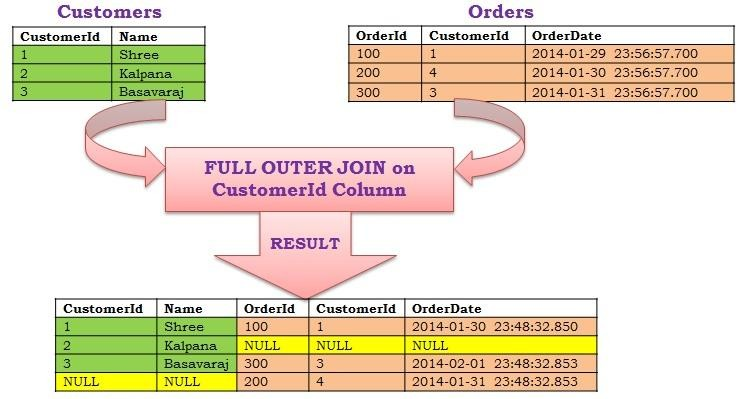 Customers
CustomerId Name
1 Shree
2 Kalpana
3 Basavaraj
Orders
OrderId CustomerId OrderDate
100 1 2014-01-29 23:56:57.700
200 4 2014-01-30 23:56:57.700
300 3 2014-01-31 23:56:57.700
FULL OUTER JOIN on
CustomerId Column
RESULT
CustomerId Name OrderId CustomerId OrderDate
1 Shree 100 1 2014-01-30 23:48:32.850
2 Kalpana NULL NULL NULL
3 Basavaraj 300 3 2014-02-01 23:48:32.853
NULL NULL 200 4 2014-01-31 23:48:32.853